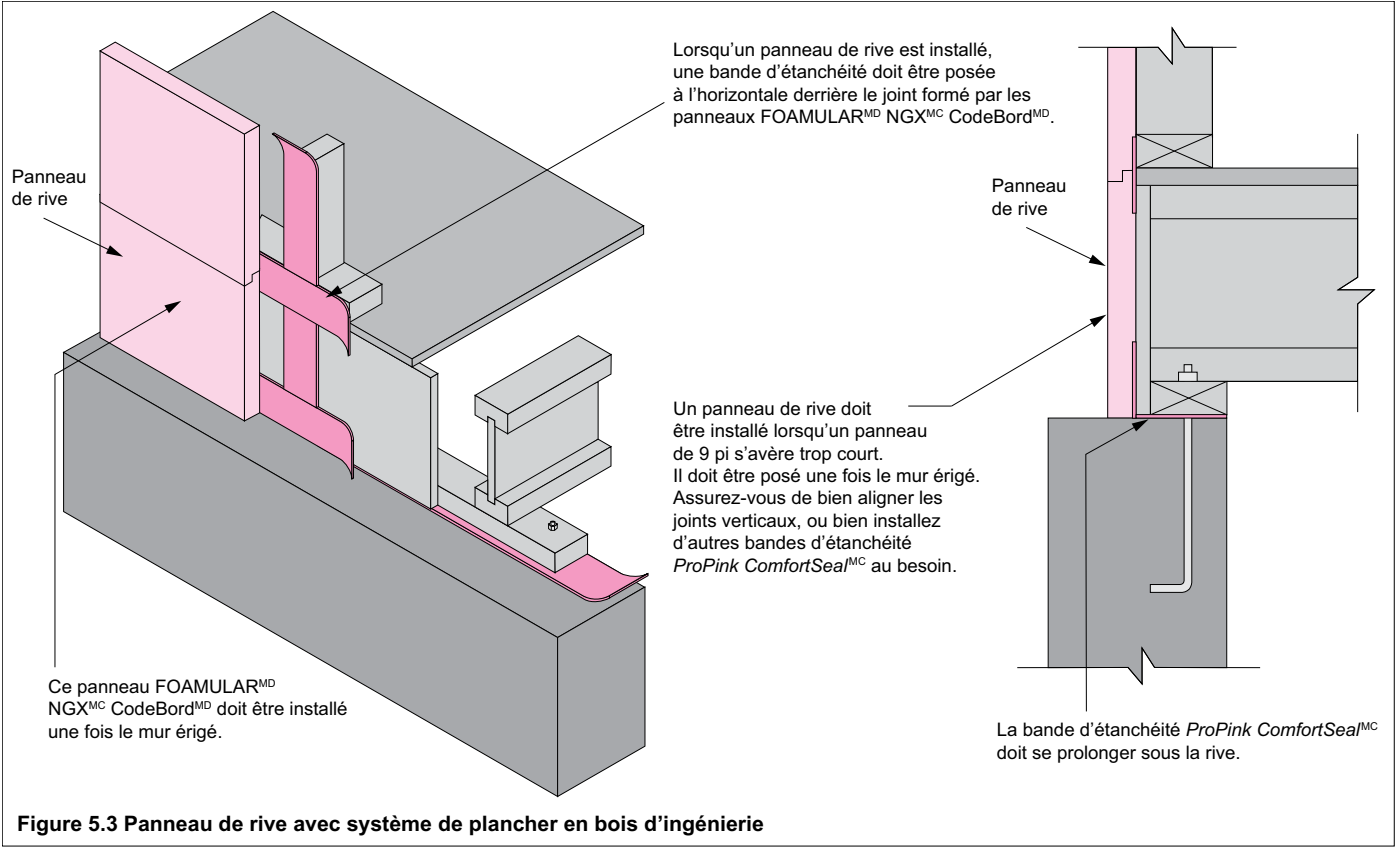 Lorsqu'un panneau de rive est installé,
une bande d'étanchéité doit être posée
à l'horizontale derrière le joint formé par les
panneaux FOAMULARᴹᴰ NGXᴹᶜ CodeBordᴹᴰ.
Panneau
de rive
Panneau
de rive
Un panneau de rive doit
être installé lorsqu'un panneau
de 9 pi s'avère trop court.
Il doit être posé une fois le mur érigé.
Assurez-vous de bien aligner les
joints verticaux, ou bien installez
d'autres bandes d'étanchéité
ProPink ComfortSealᴹᶜ au besoin.
Ce panneau FOAMULARᴹᴰ
NGXᴹᶜ CodeBordᴹᴰ doit être installé
une fois le mur érigé.
La bande d'étanchéité ProPink ComfortSealᴹᶜ
doit se prolonger sous la rive.
Figure 5.3 Panneau de rive avec système de plancher en bois d'ingénierie